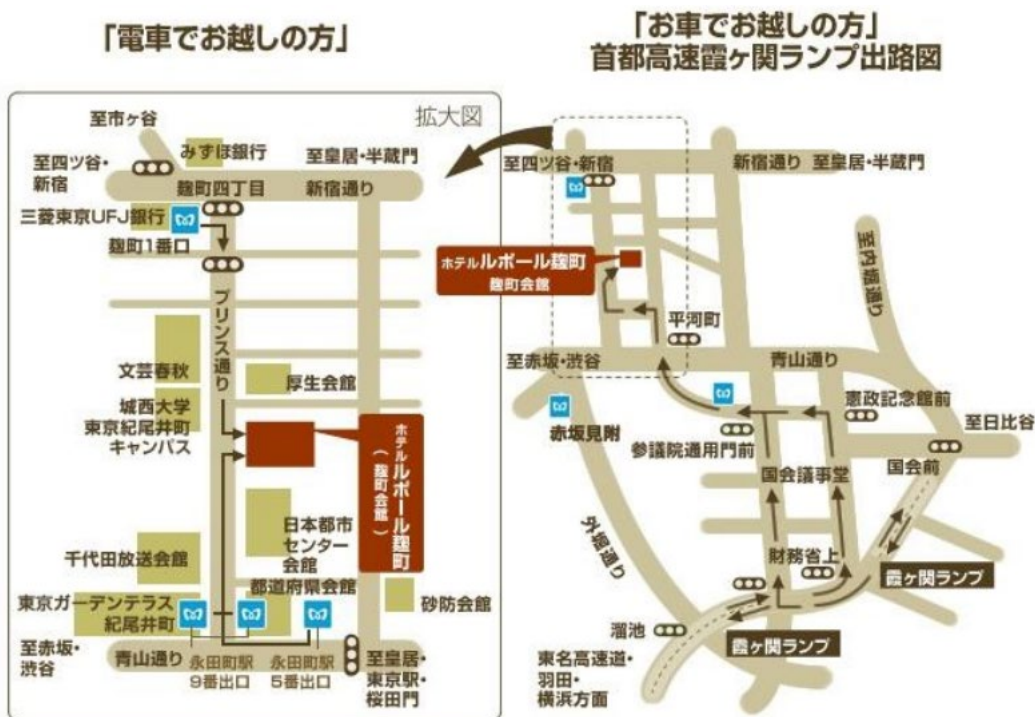 「電車でお越しの方」
「お車でお越しの方」
首都高速霞ヶ関ランプ出路図
拡大図
至市ヶ谷
みずほ銀行
至皇居・半蔵門
至四ツ谷・
新宿
麹町四丁目
新宿通り
三菱東京UFJ銀行
麹町1番口
プリンス通り
文芸春秋
厚生会館
城西大学
東京紀尾井町
キャンパス
ホテルルポール麹町
(麹町会館)
日本都市
センター
会館
千代田放送会館
都道府県会館
東京ガーデンテラス
紀尾井町
砂防会館
至赤坂・
渋谷
青山通り
永田町駅
9番出口
永田町駅
5番出口
至皇居・
東京駅・
桜田門
至四ツ谷・新宿
新宿通り
至皇居・半蔵門
ホテルルポール麹町
麹町会館
至内堀通り
平河町
至赤坂・渋谷
青山通り
赤坂見附
憲政記念館前
参議院通用門前
至日比谷
国会議事堂
国会前
外堀通り
財務省上
霞ヶ関ランプ
溜池
霞ヶ関ランプ
東名高速道・
羽田・
横浜方面